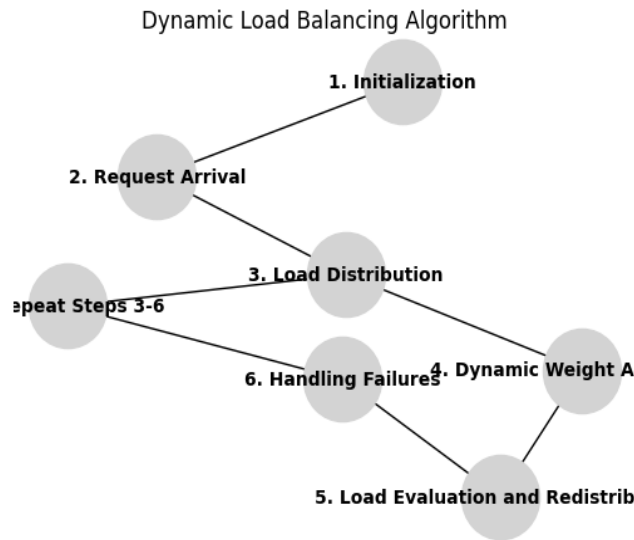 Dynamic Load Balancing Algorithm
1. Initialization
2. Request Arrival
3. Load Distribution
epeat Steps 3-6
4. Dynamic Weight A
6. Handling Failures
5. Load Evaluation and Redistrib